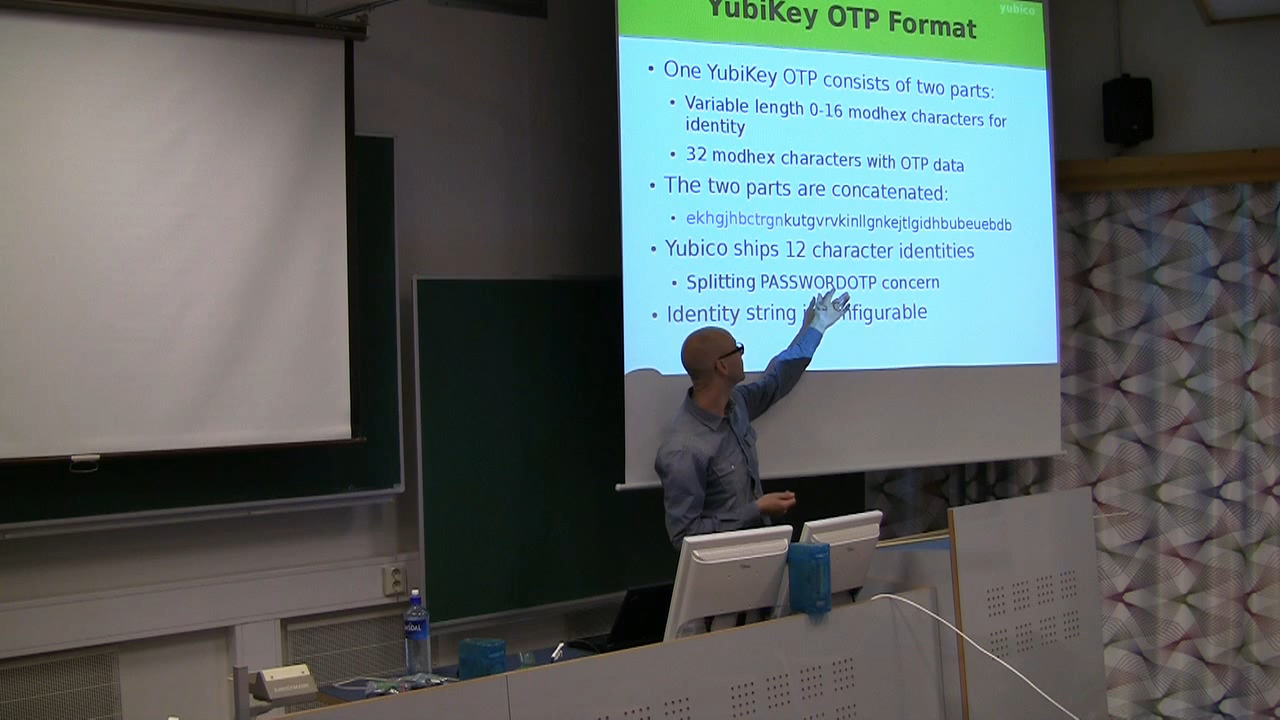 yubico
YubiKey OTP Format
• One YubiKey OTP consists of two parts:
• Variable length 0-16 modhex characters for
identity
• 32 modhex characters with OTP data
• The two parts are concatenated:
• ekhgjhbctrgnkutgvrvkinllgnkejtlgidhbubeuebdb
• Yubico ships 12 character identities
• Splitting PASSWORDOTP concern
• Identity string nfigurable